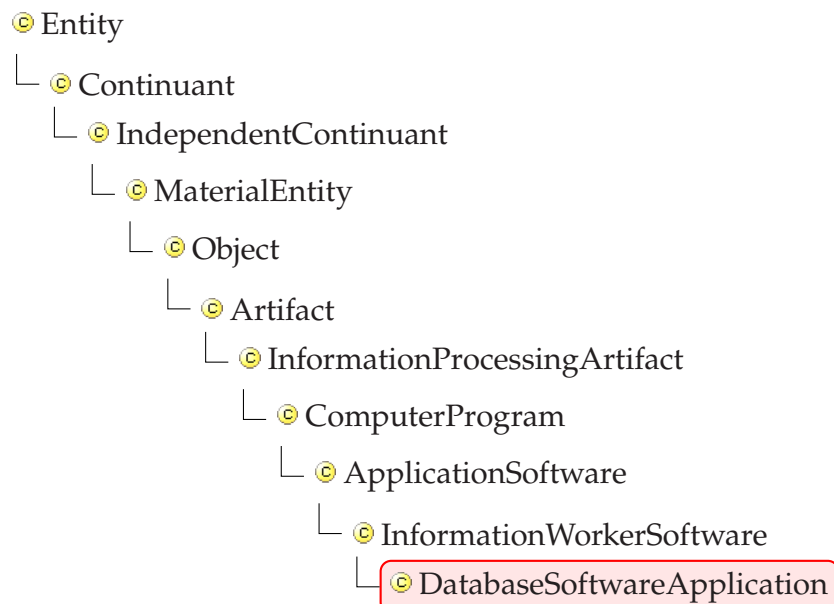 Entity
Continuant
IndependentContinuant
MaterialEntity
Object
Artifact
InformationProcessingArtifact
ComputerProgram
ApplicationSoftware
InformationWorkerSoftware
DatabaseSoftwareApplication